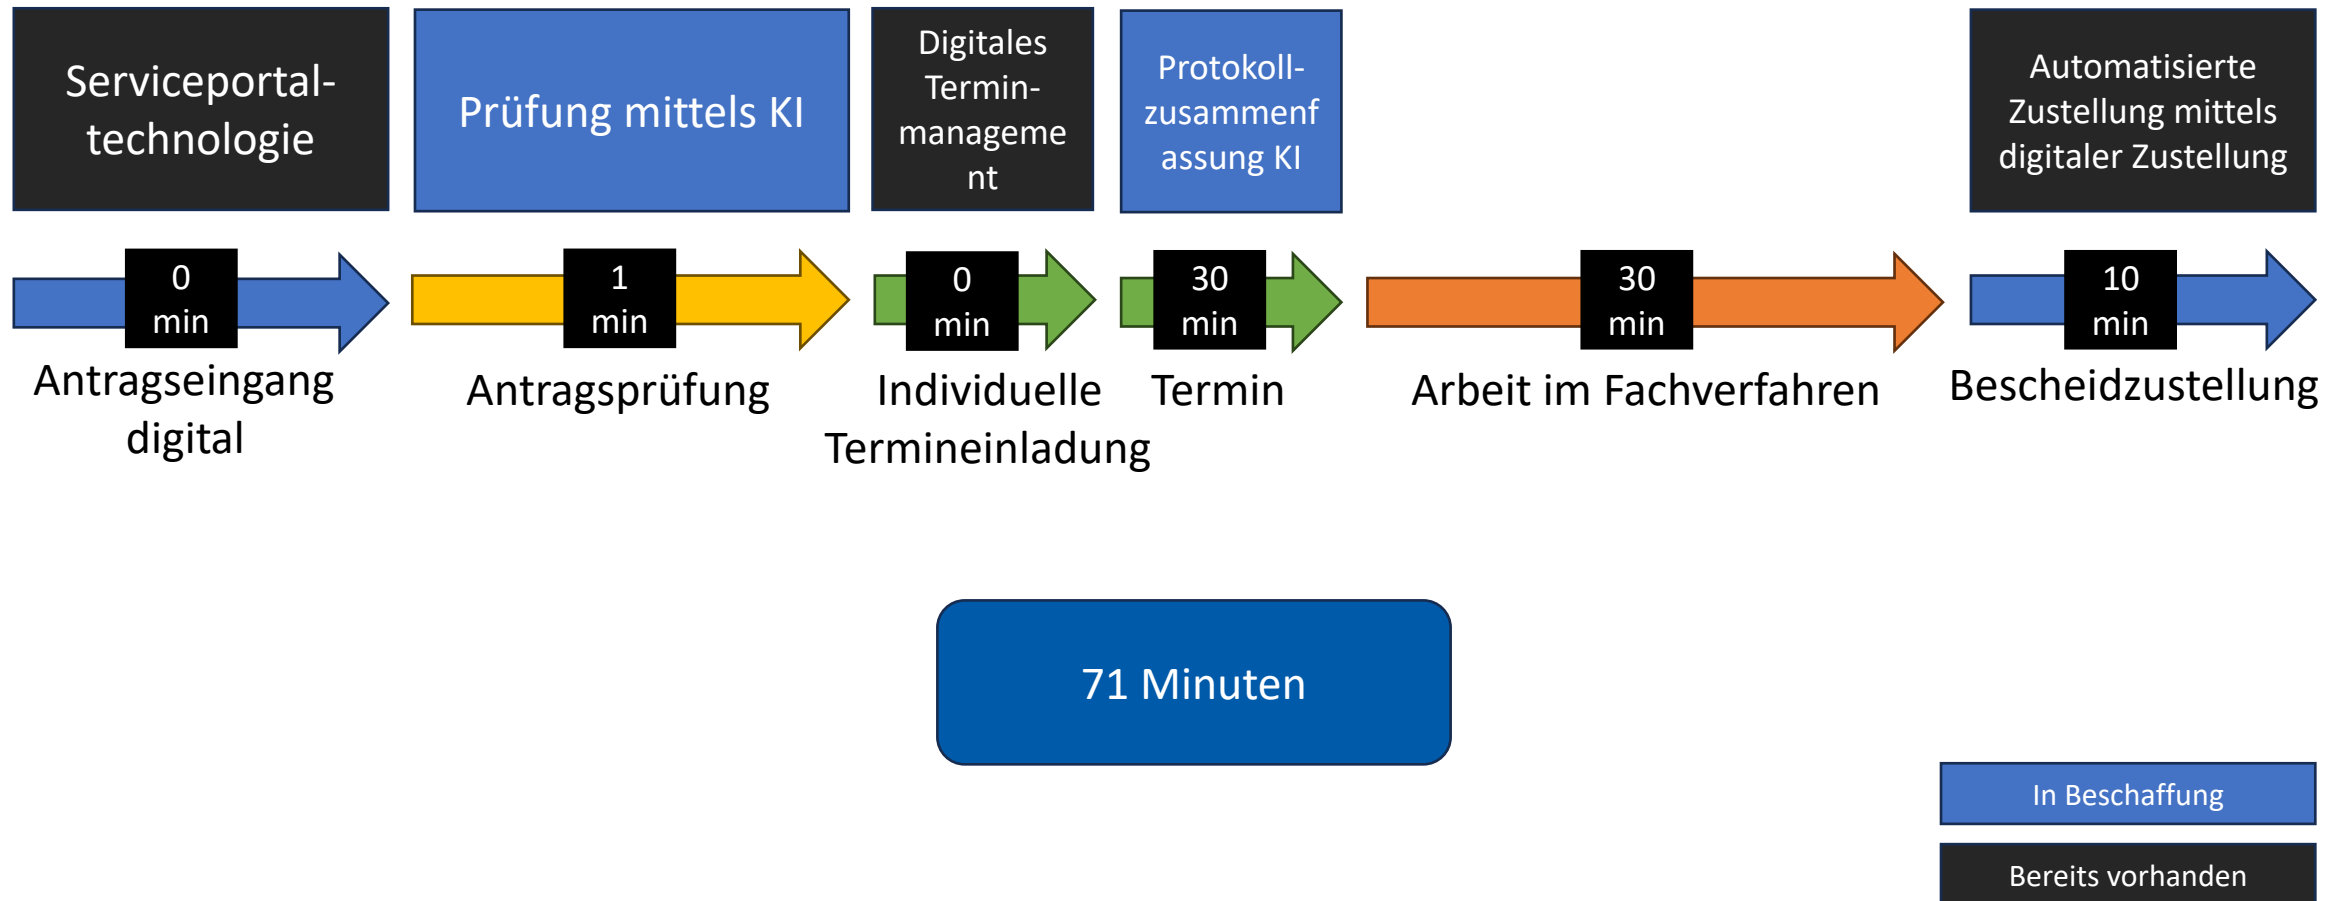 Serviceportal-
technologie
Prüfung mittels KI
Digitales
Termin-
manageme
nt
Protokoll-
zusammenf
assung KI
Automatisierte
Zustellung mittels
digitaler Zustellung
0
min
1
min
0
min
30
min
30
min
10
min
Antragseingang
digital
Antragsprüfung
Individuelle
Termineinladung
Termin
Arbeit im Fachverfahren
Bescheidzustellung
71 Minuten
In Beschaffung
Bereits vorhanden